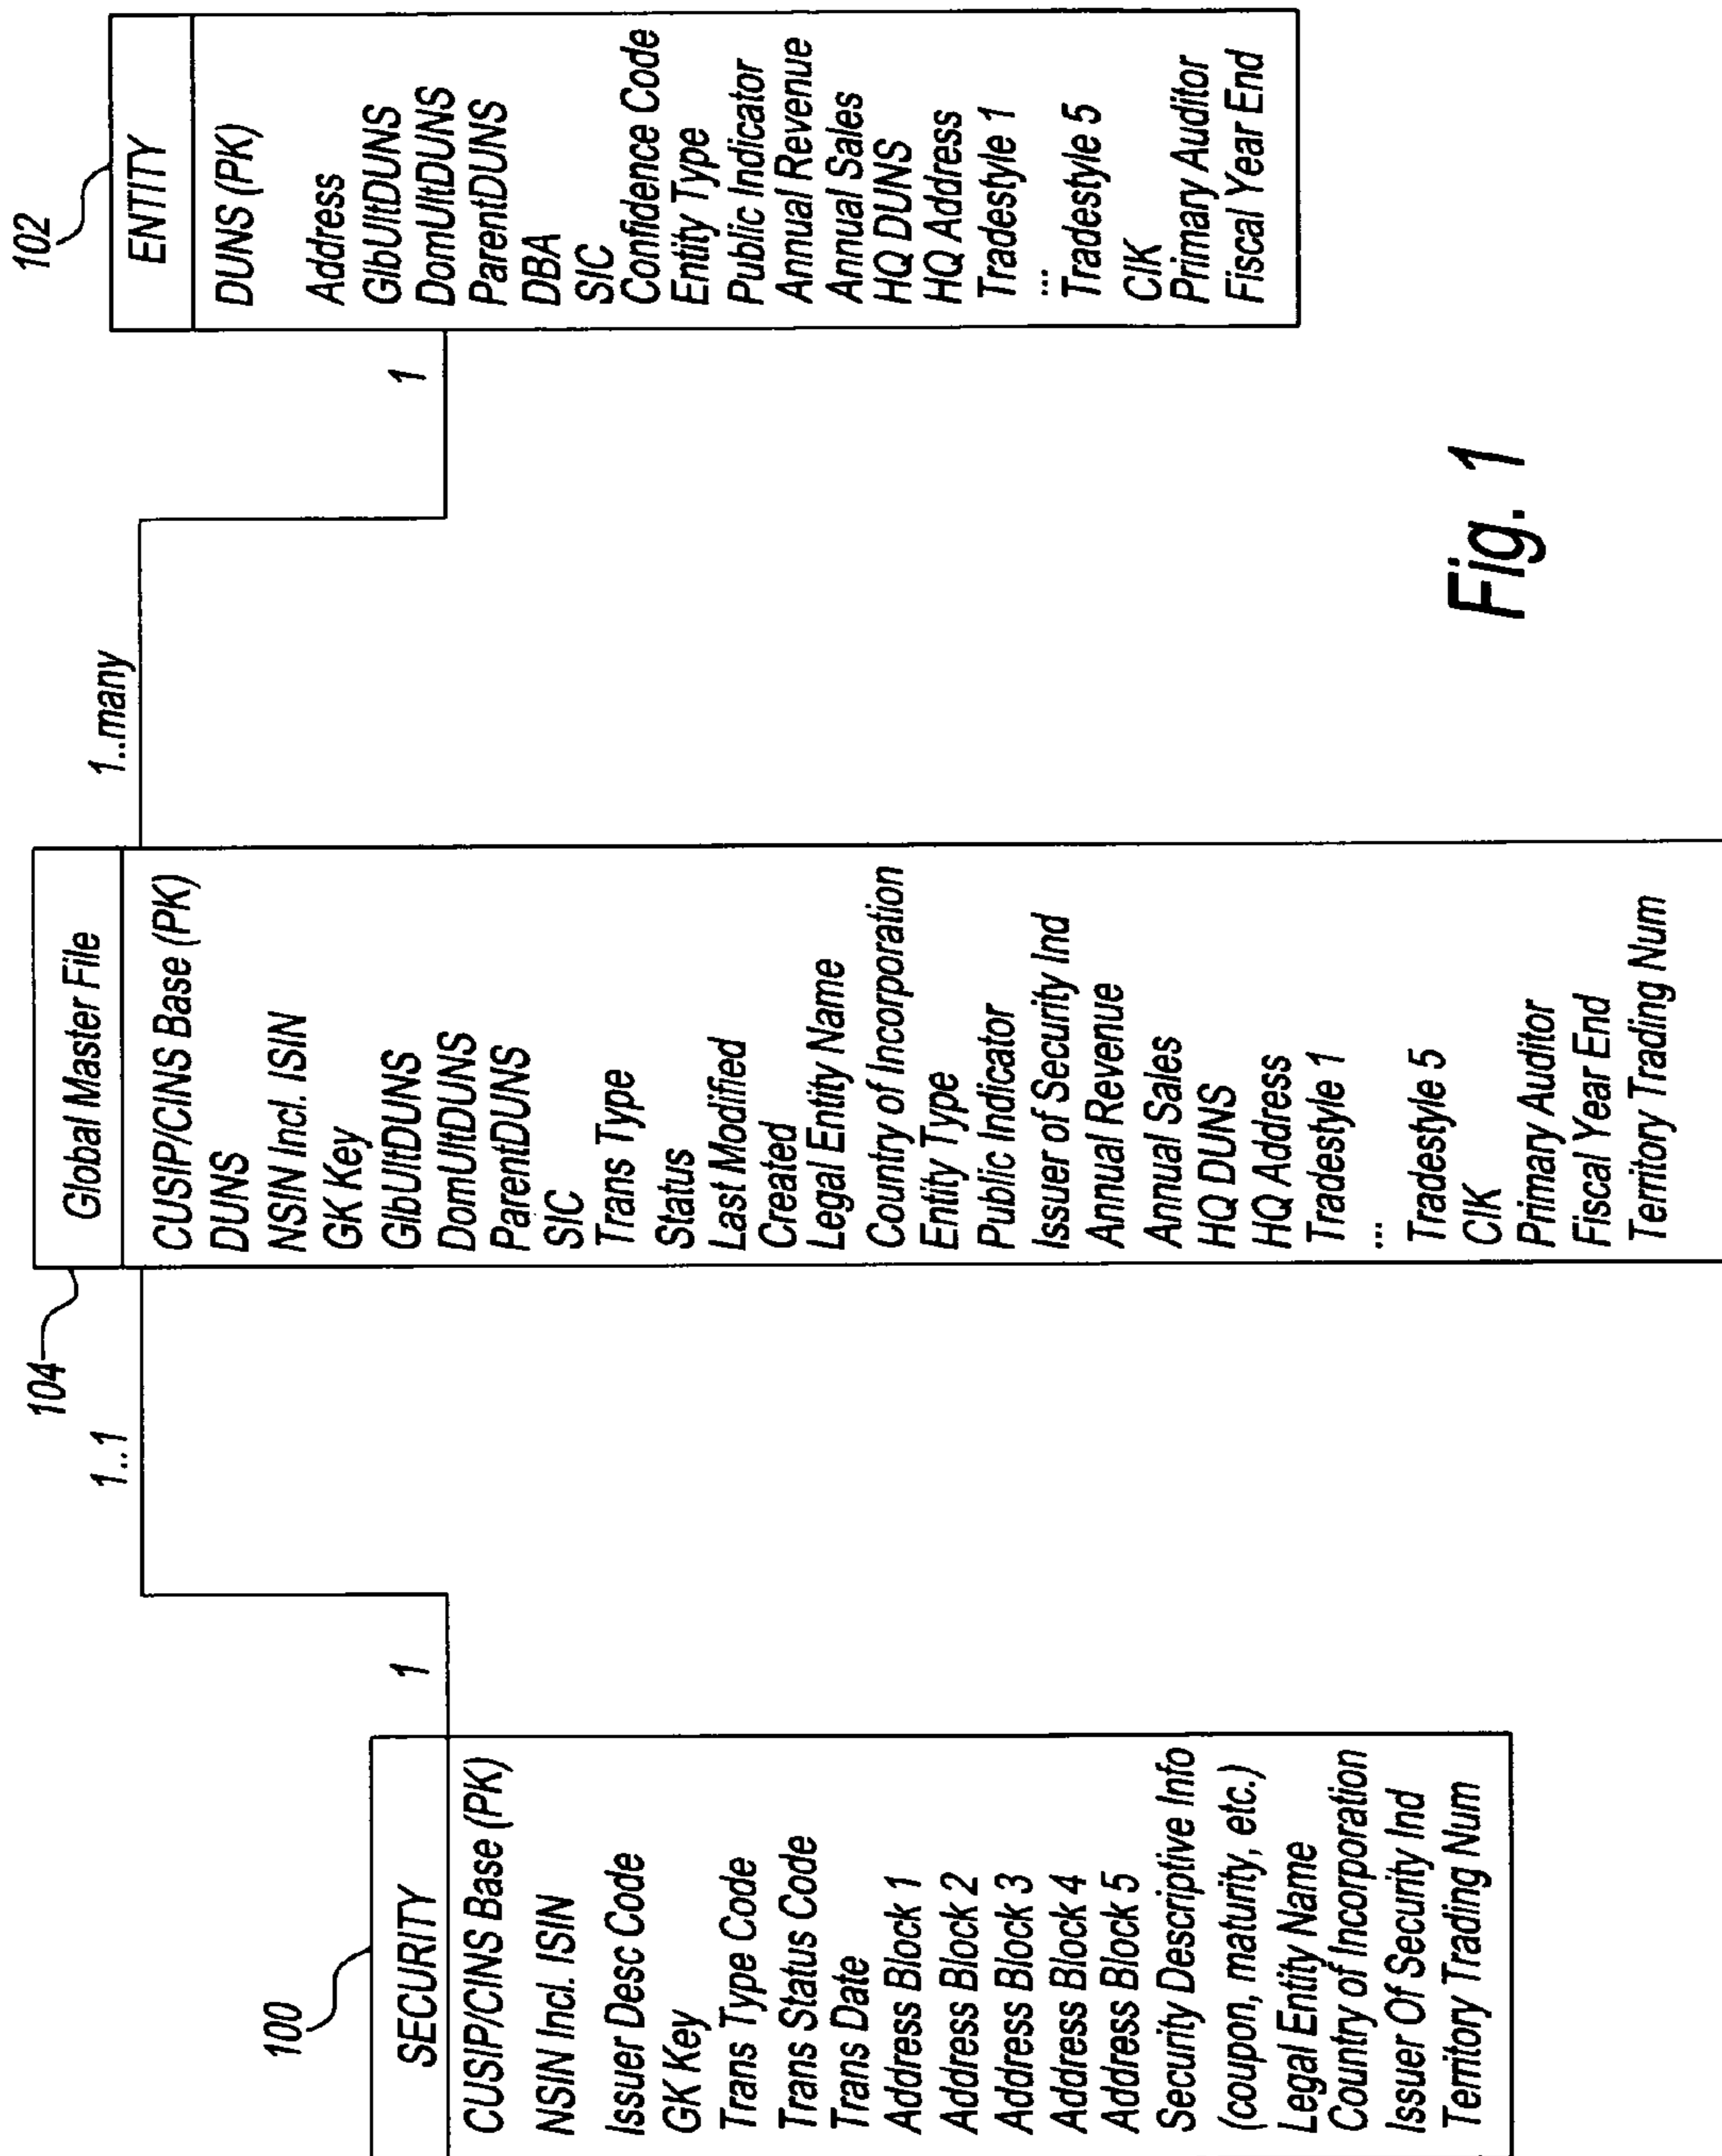 100
SECURITY
CUSIP/CINS Base (PK)
NSIN Incl. ISIN
Issuer Desc Code
GK Key
Trans Type Code
Trans Status Code
Trans Date
Address Block 1
Address Block 2
Address Block 3
Address Block 4
Address Block 5
Security Descriptive Info
(coupon, maturity, etc.)
Legal Entity Name
Country of Incorporation
Issuer Of Security Ind
Territory Trading Num
1
1..1
104
Global Master File
CUSIP/CINS Base (PK)
DUNS
NSIN Incl. ISIN
GK Key
GlbUltDUNS
DomUltDUNS
ParentDUNS
SIC
Trans Type
Status
Last Modified
Created
Legal Entity Name
Country of Incorporation
Entity Type
Public Indicator
Issuer of Security Ind
Annual Revenue
Annual Sales
HQ DUNS
HQ Address
Tradestyle 1
...
Tradestyle 5
CIK
Primary Auditor
Fiscal Year End
Territory Trading Num
1..many
1
102
ENTITY
DUNS (PK)
Address
GlbUltDUNS
DomUltDUNS
ParentDUNS
DBA
SIC
Confidence Code
Entity Type
Public Indicator
Annual Revenue
Annual Sales
HQ DUNS
HQ Address
Tradestyle 1
...
Tradestyle 5
CIK
Primary Auditor
Fiscal Year End
Fig. 1